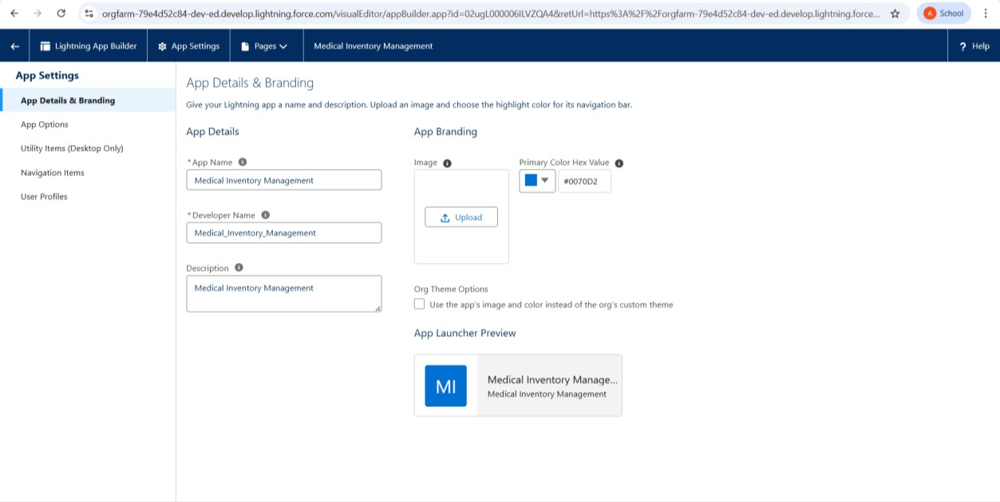 orgfarm-79e4d52c84-dev-ed.develop.lightning.force.com/visualEditor/appBuilder.app?id=02ugL000006ILVZQA4&retUrl=https%3A%2F%2Forgfarm-79e4d52c84-dev-ed.develop.lightning.force...
A School
Lightning App Builder
App Settings
Pages
Medical Inventory Management
? Help
App Settings
App Details & Branding
App Options
Utility Items (Desktop Only)
Navigation Items
User Profiles
App Details & Branding
Give your Lightning app a name and description. Upload an image and choose the highlight color for its navigation bar.
App Details
*App Name
Medical Inventory Management
*Developer Name
Medical_Inventory_Management
Description
Medical Inventory Management
App Branding
Image
Upload
Primary Color Hex Value
#0070D2
Org Theme Options
Use the app's image and color instead of the org's custom theme
App Launcher Preview
MI
Medical Inventory Manage...
Medical Inventory Management